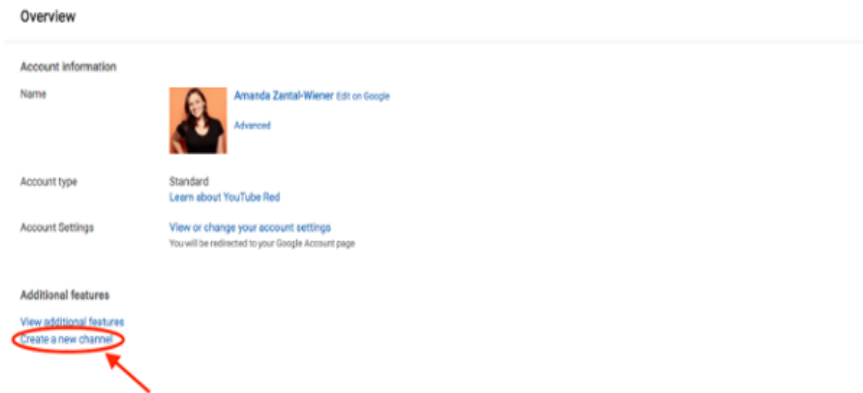 Overview
Account information
Name
Amanda Zantal-Wiener Edit on Google
Advanced
Account type
Standard
Learn about YouTube Red
Account Settings
View or change your account settings
You will be redirected to your Google Account page
Additional features
View additional features
Create a new channel